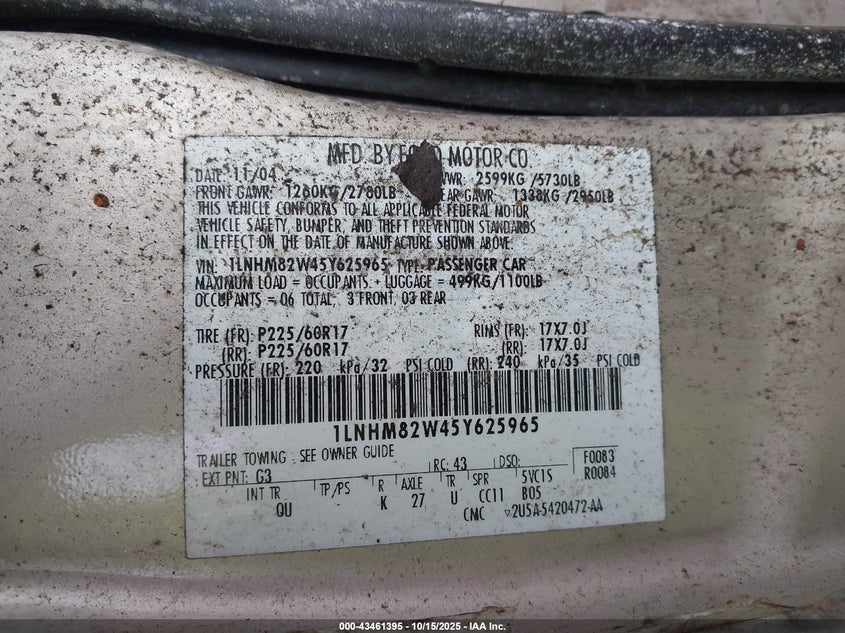 MFD. BY FORD MOTOR CO.
DATE: 11/04 GVWR: 2599KG /5730LB
FRONT GAWR: 1260KG/2780LB REAR GAWR: 1338KG /2950LB
THIS VEHICLE CONFORMS TO ALL APPLICABLE FEDERAL MOTOR
VEHICLE SAFETY, BUMPER, AND THEFT PREVENTION STANDARDS
IN EFFECT ON THE DATE OF MANUFACTURE SHOWN ABOVE.
VIN: 1LNHM82W45Y625965 TYPE: PASSENGER CAR
MAXIMUM LOAD = OCCUPANTS + LUGGAGE = 499KG/1100LB
OCCUPANTS = 06 TOTAL, 3 FRONT, 03 REAR
TIRE (FR): P225/60R17 RIMS (FR): 17X7.0J
(RR): P225/60R17 (RR): 17X7.0J
PRESSURE (FR): 220 kPa/32 PSI COLD (RR): 240 kPa/35 PSI COLD
1LNHM82W45Y625965
TRAILER TOWING - SEE OWNER GUIDE
EXT PNT: G3 RC: 43 DSO: F0083
R0084
INT TR TP/PS R AXLE TR SPR 5VC1S
QU K 27 U CC11 B05
CMC ▽2U5A-5420472-AA
000-43461395 - 10/15/2025 - IAA Inc.